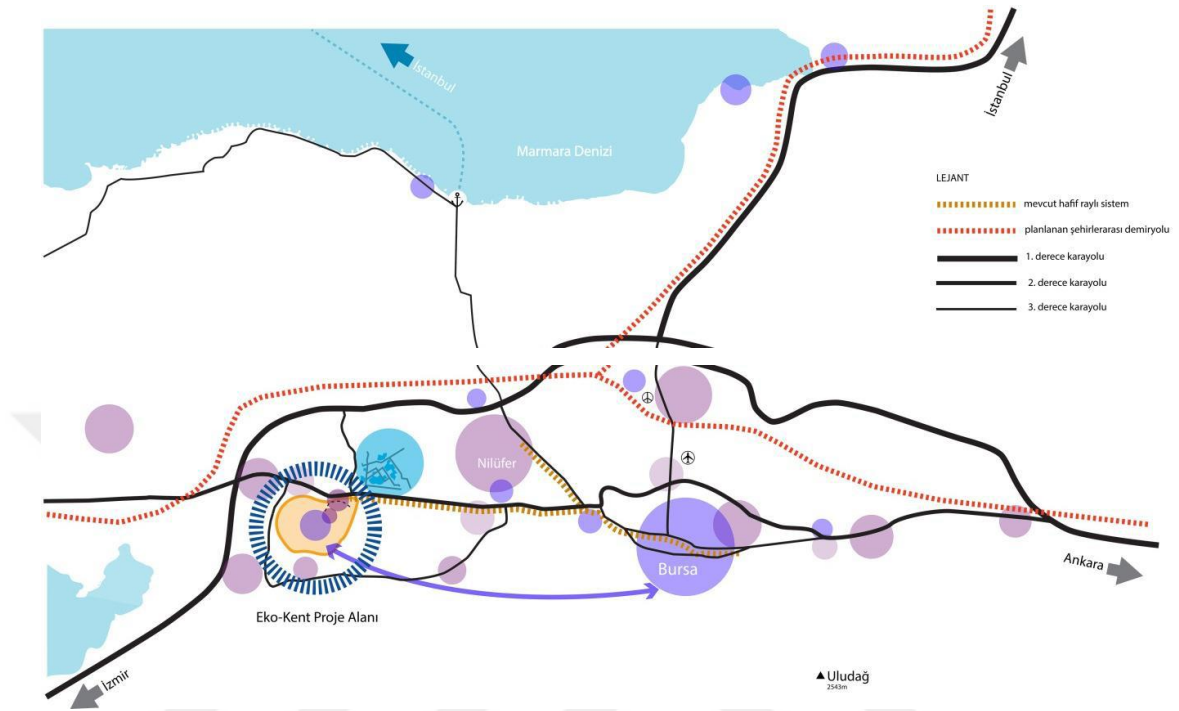 İstanbul
İstanbul
Marmara Denizi
LEJANT
mevcut hafif raylı sistem
planlanan şehirlerarası demiryolu
1. derece karayolu
2. derece karayolu
3. derece karayolu
Nilüfer
Bursa
Ankara
Eko-Kent Proje Alanı
İzmir
Uludağ
2543m